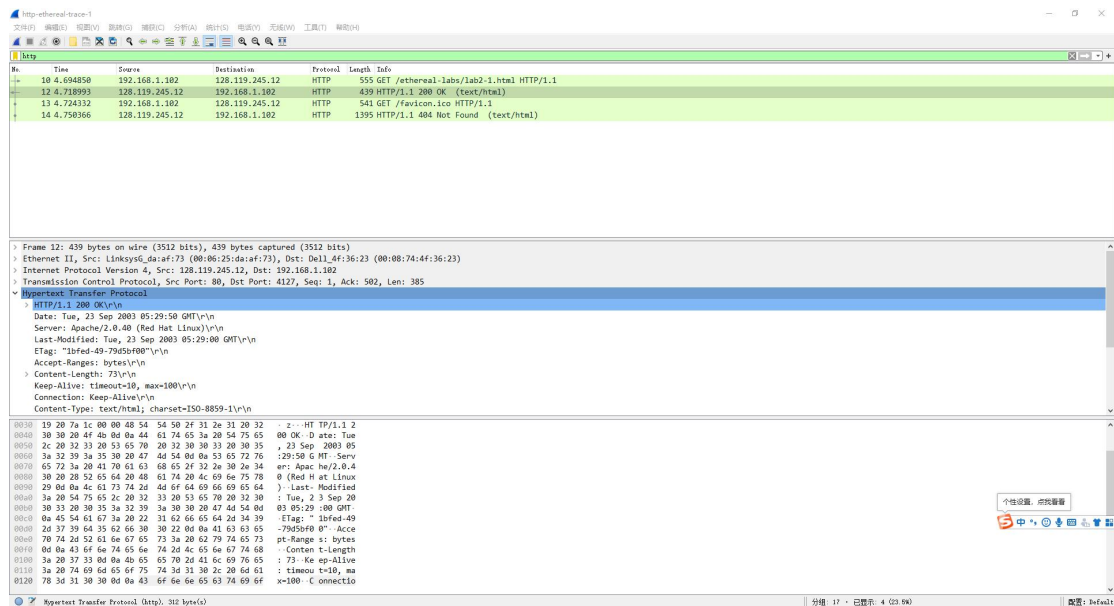 http-ethereal-trace-1
文件(F) 编辑(E) 视图(V) 跳转(G) 捕获(C) 分析(A) 统计(S) 电话(Y) 无线(W) 工具(T) 帮助(H)
http
No. Time Source Destination Protocol Length Info
10 4.694850 192.168.1.102 128.119.245.12 HTTP 555 GET /ethereal-labs/lab2-1.html HTTP/1.1
12 4.718993 128.119.245.12 192.168.1.102 HTTP 439 HTTP/1.1 200 OK (text/html)
13 4.724332 192.168.1.102 128.119.245.12 HTTP 541 GET /favicon.ico HTTP/1.1
14 4.750366 128.119.245.12 192.168.1.102 HTTP 1395 HTTP/1.1 404 Not Found (text/html)
Frame 12: 439 bytes on wire (3512 bits), 439 bytes captured (3512 bits)
Ethernet II, Src: LinksysG_da:af:73 (00:06:25:da:af:73), Dst: Dell_4f:36:23 (00:08:74:4f:36:23)
Internet Protocol Version 4, Src: 128.119.245.12, Dst: 192.168.1.102
Transmission Control Protocol, Src Port: 80, Dst Port: 4127, Seq: 1, Ack: 502, Len: 385
Hypertext Transfer Protocol
HTTP/1.1 200 OK\r\n
Date: Tue, 23 Sep 2003 05:29:50 GMT\r\n
Server: Apache/2.0.40 (Red Hat Linux)\r\n
Last-Modified: Tue, 23 Sep 2003 05:29:00 GMT\r\n
ETag: "1bfed-49-79d5bf00"\r\n
Accept-Ranges: bytes\r\n
Content-Length: 73\r\n
Keep-Alive: timeout=10, max=100\r\n
Connection: Keep-Alive\r\n
Content-Type: text/html; charset=ISO-8859-1\r\n
0030 19 20 7a 1c 00 00 48 54 54 50 2f 31 2e 31 20 32 · z···HT TP/1.1 2
0040 30 30 20 4f 4b 0d 0a 44 61 74 65 3a 20 54 75 65 00 OK··D ate: Tue
0050 2c 20 32 33 20 53 65 70 20 32 30 30 33 20 30 35 , 23 Sep 2003 05
0060 3a 32 39 3a 35 30 20 47 4d 54 0d 0a 53 65 72 76 :29:50 G MT··Serv
0070 65 72 3a 20 41 70 61 63 68 65 2f 32 2e 30 2e 34 er: Apac he/2.0.4
0080 30 20 28 52 65 64 20 48 61 74 20 4c 69 6e 75 78 0 (Red H at Linux
0090 29 0d 0a 4c 61 73 74 2d 4d 6f 64 69 66 69 65 64 )··Last- Modified
00a0 3a 20 54 75 65 2c 20 32 33 20 53 65 70 20 32 30 : Tue, 2 3 Sep 20
00b0 30 33 20 30 35 3a 32 39 3a 30 30 20 47 4d 54 0d 03 05:29 :00 GMT·
00c0 0a 45 54 61 67 3a 20 22 31 62 66 65 64 2d 34 39 ·ETag: " 1bfed-49
00d0 2d 37 39 64 35 62 66 30 30 22 0d 0a 41 63 63 65 -79d5bf0 0"··Acce
00e0 70 74 2d 52 61 6e 67 65 73 3a 20 62 79 74 65 73 pt-Range s: bytes
00f0 0d 0a 43 6f 6e 74 65 6e 74 2d 4c 65 6e 67 74 68 ··Conten t-Length
0100 3a 20 37 33 0d 0a 4b 65 65 70 2d 41 6c 69 76 65 : 73··Ke ep-Alive
0110 3a 20 74 69 6d 65 6f 75 74 3d 31 30 2c 20 6d 61 : timeou t=10, ma
0120 78 3d 31 30 30 0d 0a 43 6f 6e 6e 65 63 74 69 6f x=100··C onnectio
个性设置，点我看看
中
Hypertext Transfer Protocol (http), 312 byte(s)
分组: 17 · 已显示: 4 (23.5%)
配置: Default